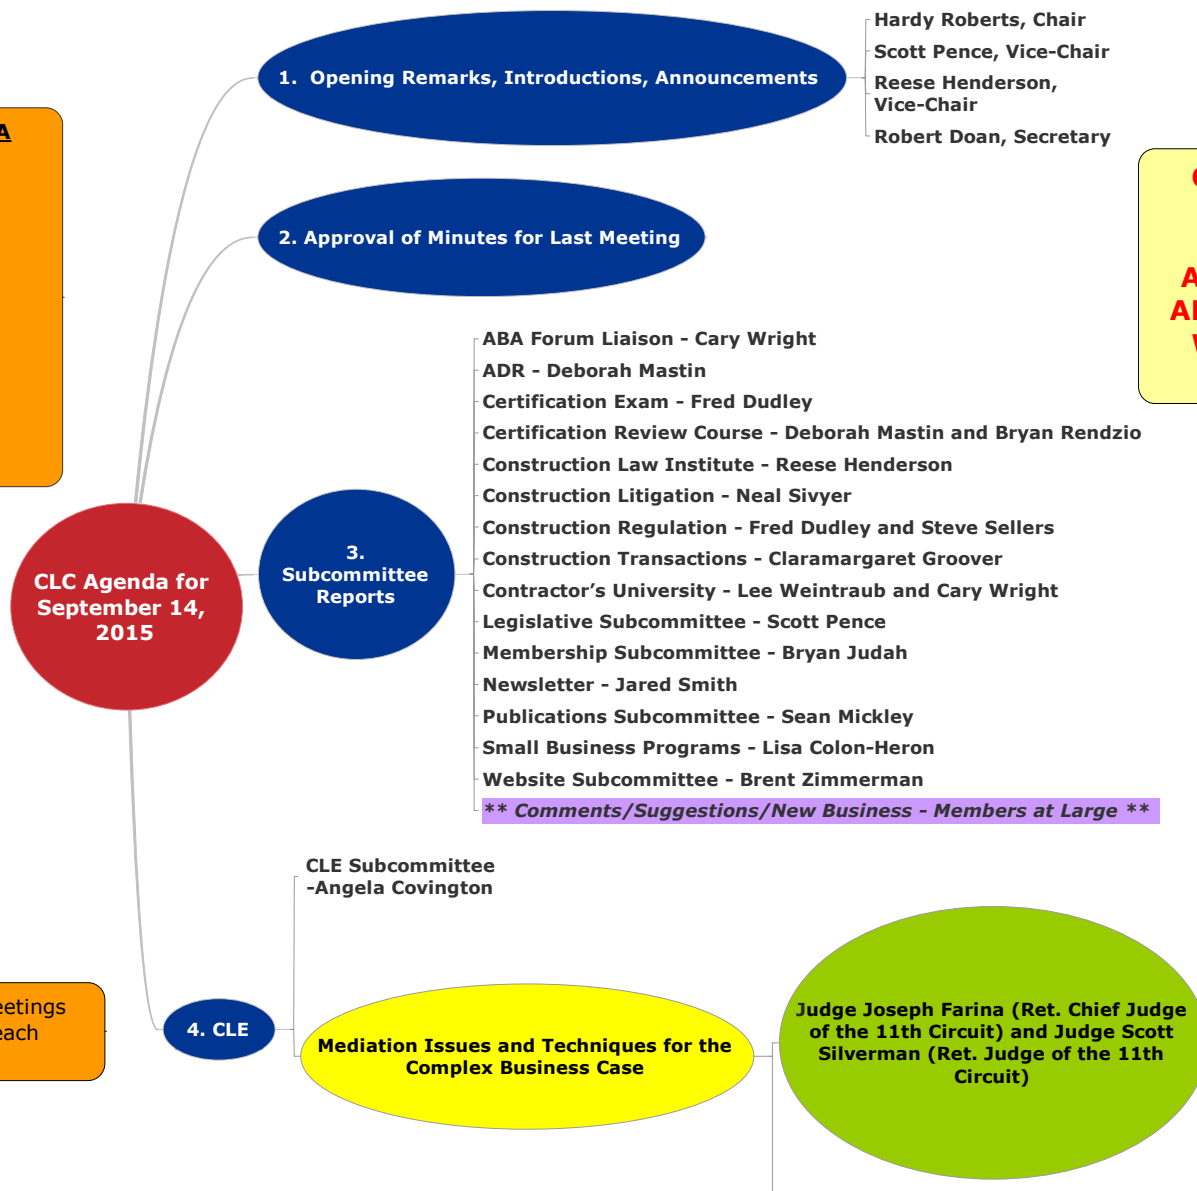 1.  Opening Remarks, Introductions, Announcements
Hardy Roberts, Chair
Scott Pence, Vice-Chair
Reese Henderson,
Vice-Chair
Robert Doan, Secretary
2. Approval of Minutes for Last Meeting
CLC Agenda for
September 14,
2015
3.
Subcommittee
Reports
ABA Forum Liaison - Cary Wright
ADR - Deborah Mastin
Certification Exam - Fred Dudley
Certification Review Course - Deborah Mastin and Bryan Rendzio
Construction Law Institute - Reese Henderson
Construction Litigation - Neal Sivyer
Construction Regulation - Fred Dudley and Steve Sellers
Construction Transactions - Claramargaret Groover
Contractor’s University - Lee Weintraub and Cary Wright
Legislative Subcommittee - Scott Pence
Membership Subcommittee - Bryan Judah
Newsletter - Jared Smith
Publications Subcommittee - Sean Mickley
Small Business Programs - Lisa Colon-Heron
Website Subcommittee - Brent Zimmerman
** Comments/Suggestions/New Business - Members at Large **
4. CLE
CLE Subcommittee
-Angela Covington
Mediation Issues and Techniques for the
Complex Business Case
Judge Joseph Farina (Ret. Chief Judge
of the 11th Circuit) and Judge Scott
Silverman (Ret. Judge of the 11th
Circuit)